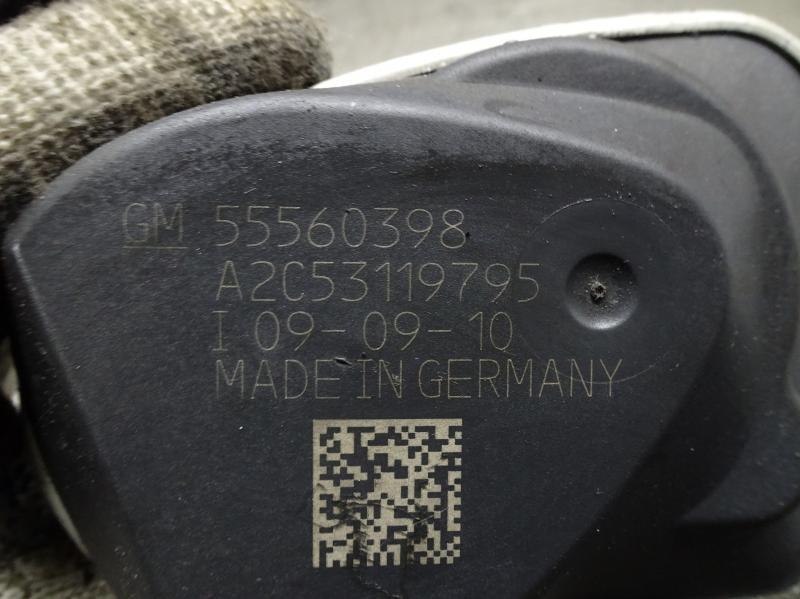 GM 55560398
A2C53119795
I 09-09-10
MADE IN GERMANY